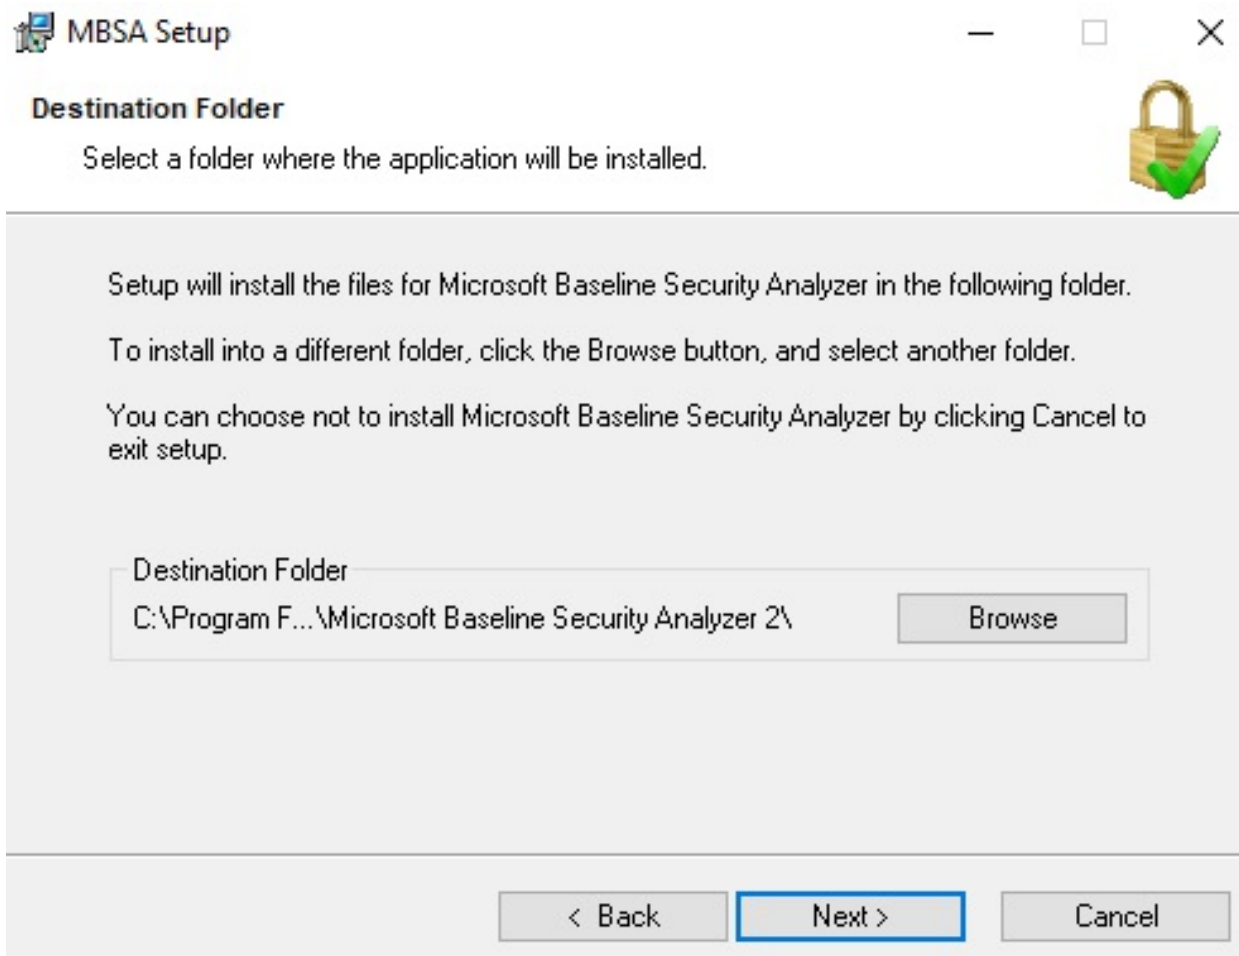 MBSA Setup
Destination Folder
Select a folder where the application will be installed.
Setup will install the files for Microsoft Baseline Security Analyzer in the following folder.
To install into a different folder, click the Browse button, and select another folder.
You can choose not to install Microsoft Baseline Security Analyzer by clicking Cancel to
exit setup.
Destination Folder
C:\Program F...\Microsoft Baseline Security Analyzer 2\ Browse
< Back Next > Cancel